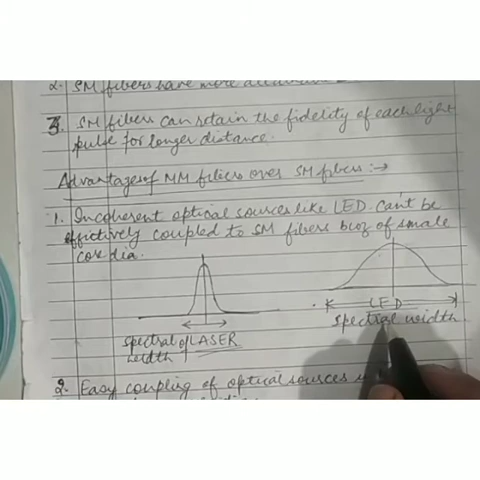 2. SM fibers have more
3. SM fibers can retain the fidelity of each light
pulse for longer distance.
Advantages of MM fibers over SM fibers :→
1. Incoherent optical sources like LED can't be
effictively coupled to SM fibers bcoz of small
core dia.
spectral of LASER
width
LED
spectral width
2. Easy coupling of optical sources